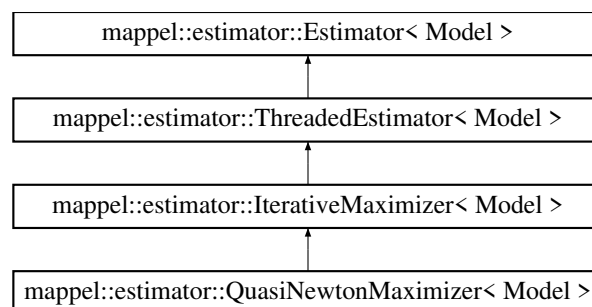 mappel::estimator::Estimator< Model >
mappel::estimator::ThreadedEstimator< Model >
mappel::estimator::IterativeMaximizer< Model >
mappel::estimator::QuasiNewtonMaximizer< Model >